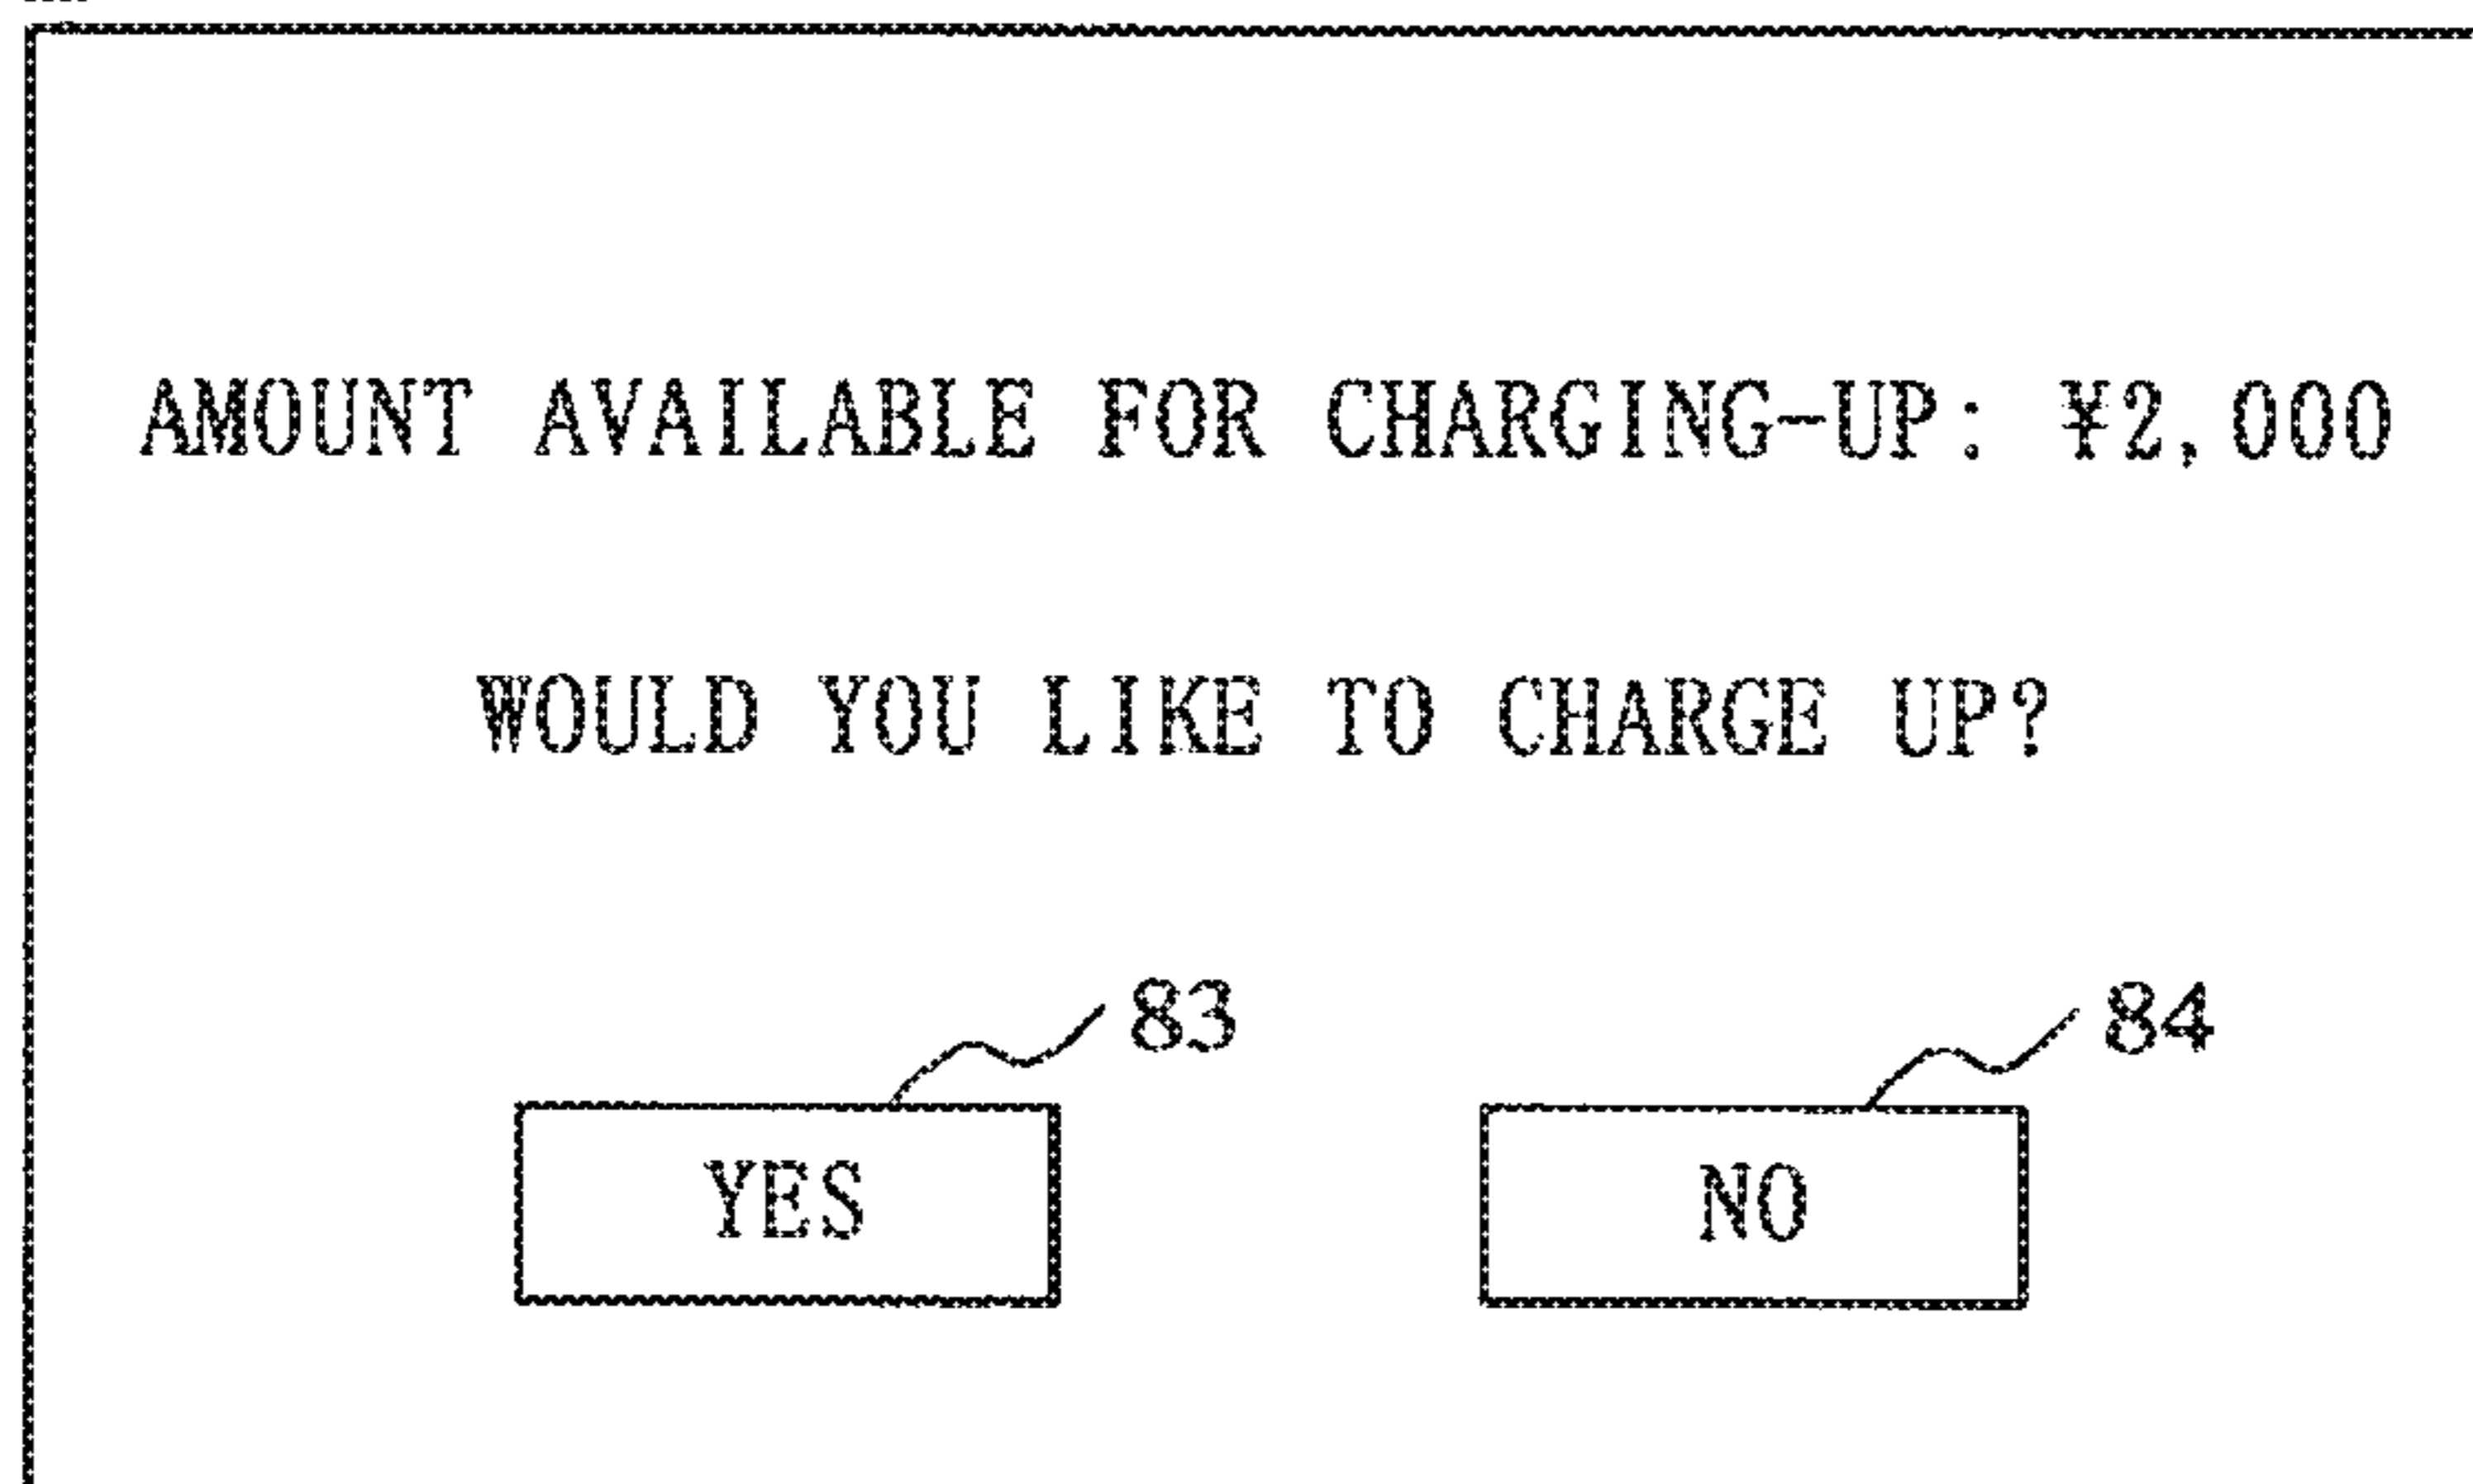 AMOUNT AVAILABLE FOR CHARGING-UP: ¥2,000
WOULD YOU LIKE TO CHARGE UP?
83 84
YES NO